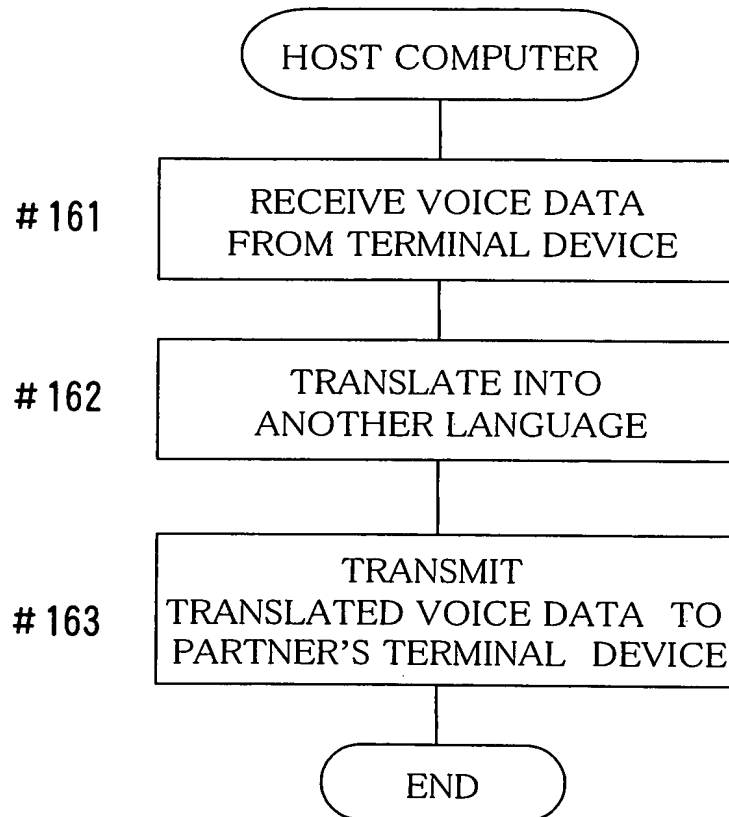 HOST COMPUTER
# 161
RECEIVE VOICE DATA
FROM TERMINAL DEVICE
# 162
TRANSLATE INTO
ANOTHER LANGUAGE
# 163
TRANSMIT
TRANSLATED VOICE DATA TO
PARTNER'S TERMINAL DEVICE
END